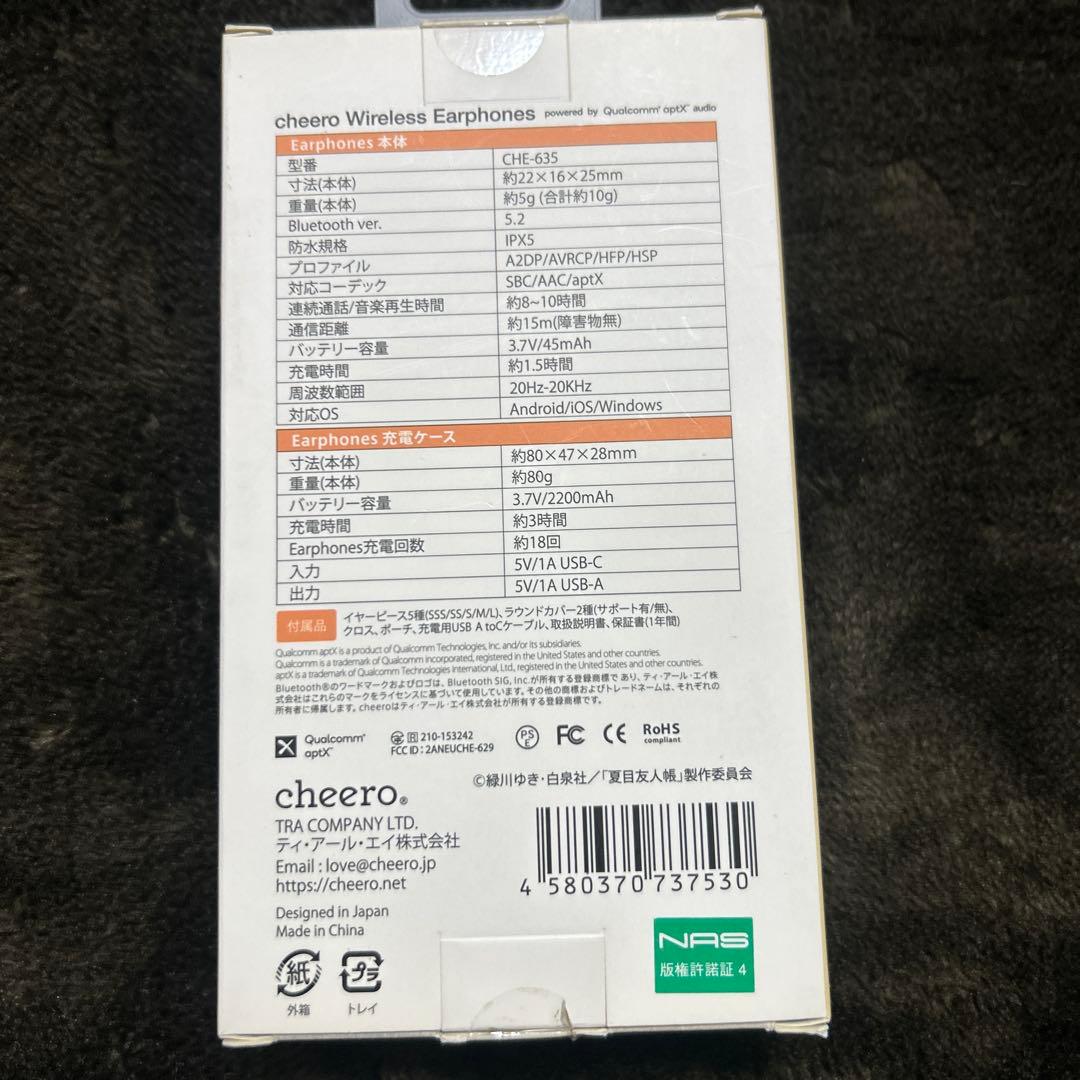 cheero Wireless Earphones powered by Qualcomm® aptX™ audio
Earphones 本体
型番 CHE-635
寸法(本体) 約22×16×25mm
重量(本体) 約5g (合計約10g)
Bluetooth ver. 5.2
防水規格 IPX5
プロファイル A2DP/AVRCP/HFP/HSP
対応コーデック SBC/AAC/aptX
連続通話/音楽再生時間 約8~10時間
通信距離 約15m(障害物無)
バッテリー容量 3.7V/45mAh
充電時間 約1.5時間
周波数範囲 20Hz-20KHz
対応OS Android/iOS/Windows
Earphones 充電ケース
寸法(本体) 約80×47×28mm
重量(本体) 約80g
バッテリー容量 3.7V/2200mAh
充電時間 約3時間
Earphones充電回数 約18回
入力 5V/1A USB-C
出力 5V/1A USB-A
付属品 イヤーピース5種(SSS/SS/S/M/L)、ラウンドカバー2種(サポート有/無)、
クロス、ポーチ、充電用USB A toCケーブル、取扱説明書、保証書(1年間)
Qualcomm aptX is a product of Qualcomm Technologies, Inc. and/or its subsidiaries.
Qualcomm is a trademark of Qualcomm Incorporated, registered in the United States and other countries.
aptX is a trademark of Qualcomm Technologies International, Ltd., registered in the United States and other countries.
Bluetooth®のワードマークおよびロゴは、Bluetooth SIG, Inc.が所有する登録商標であり、ティ・アール・エイ株
式会社はこれらのマークをライセンスに基づいて使用しています。その他の商標およびトレードネームは、それぞれの
所有者に帰属します。cheeroはティ・アール・エイ株式会社が所有する登録商標です。
Qualcomm®
aptX™
R 210-153242
FCC ID : 2ANEUCHE-629
PS
E
FC CE RoHS
compliant
©緑川ゆき・白泉社/「夏目友人帳」製作委員会
cheero®
TRA COMPANY LTD.
ティ・アール・エイ株式会社
Email : love@cheero.jp
https://cheero.net
4 580370 737530
Designed in Japan
Made in China
NAS
版権許諾証 4
紙 プラ
外箱 トレイ